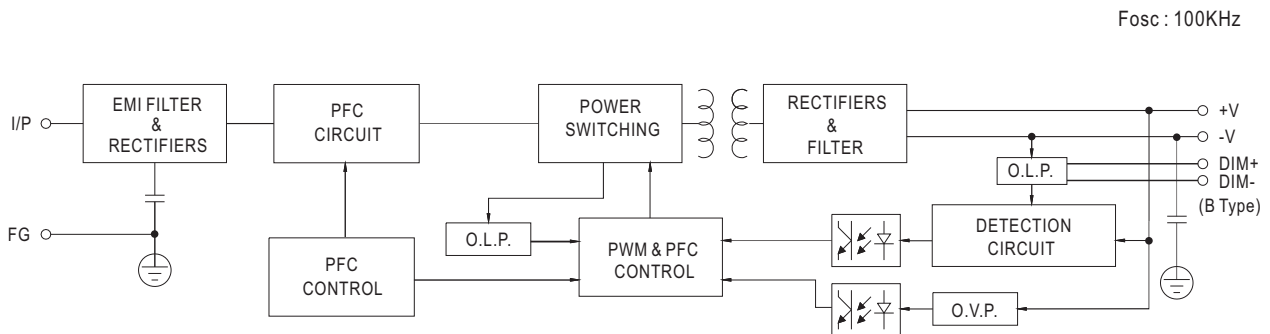 Fosc : 100KHz
I/P
EMI FILTER
&
RECTIFIERS
PFC
CIRCUIT
POWER
SWITCHING
RECTIFIERS
&
FILTER
+V
-V
DIM+
DIM-
(B Type)
O.L.P.
FG
PFC
CONTROL
O.L.P.
PWM & PFC
CONTROL
DETECTION
CIRCUIT
O.V.P.